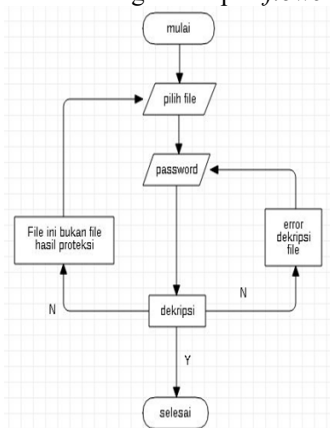 mulai
pilih file
password
File ini bukan file
hasil proteksi
error
dekripsi
file
N
dekripsi
N
Y
selesai